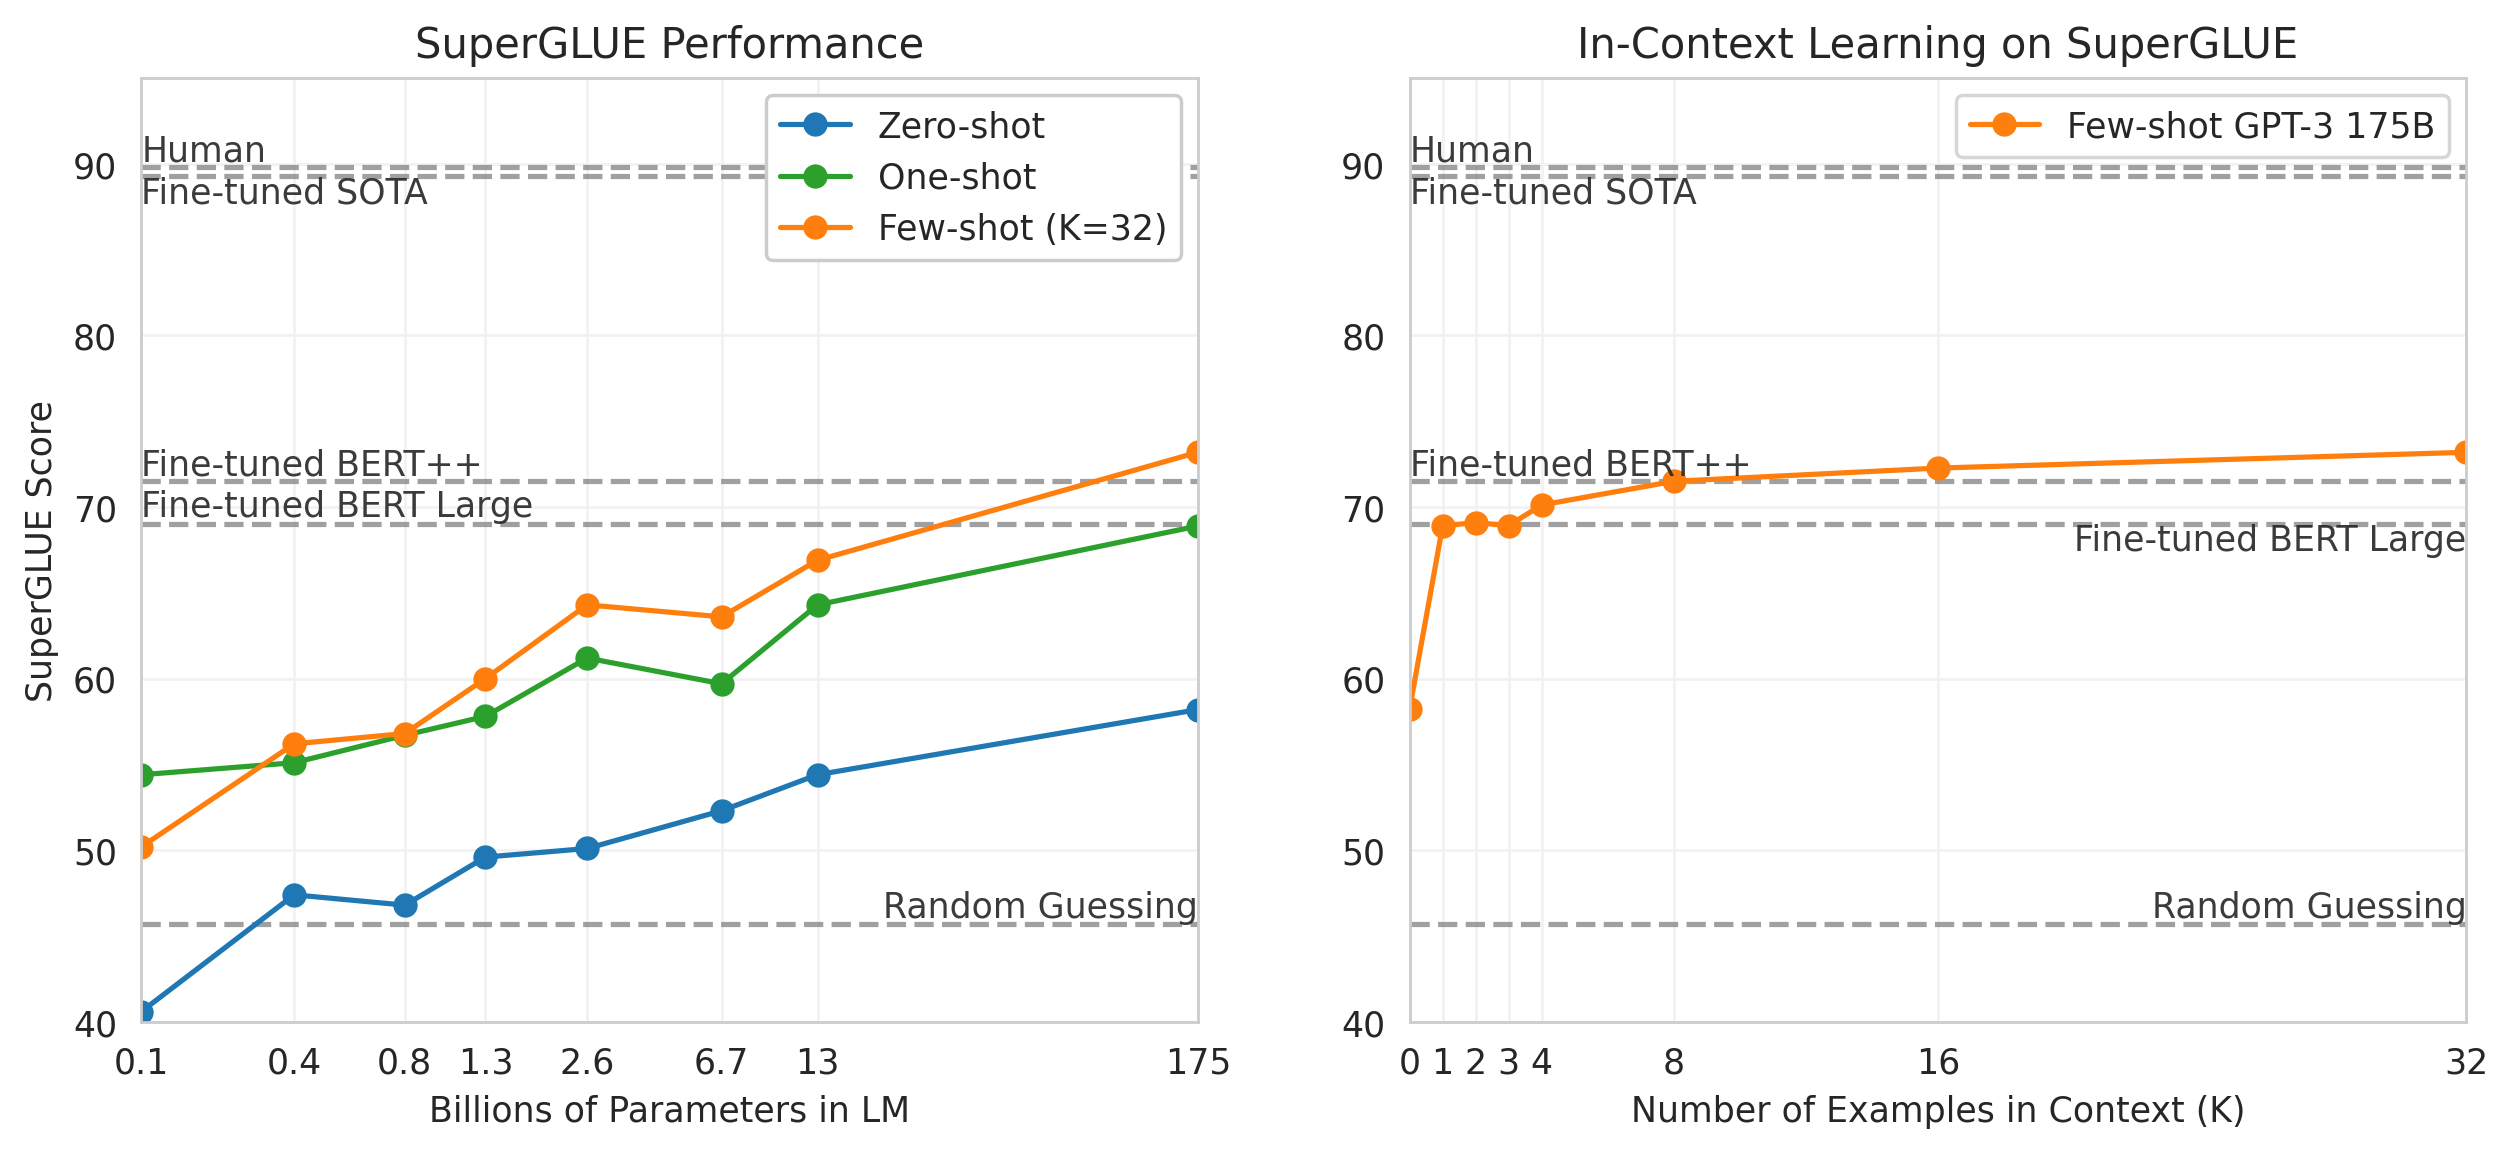 SuperGLUE Performance
Zero-shot
One-shot
Few-shot (K=32)
Human
Fine-tuned SOTA
Fine-tuned BERT++
Fine-tuned BERT Large
Random Guessing
SuperGLUE Score
90
80
70
60
50
40
0.1 0.4 0.8 1.3 2.6 6.7 13 175
Billions of Parameters in LM
In-Context Learning on SuperGLUE
Few-shot GPT-3 175B
Human
Fine-tuned SOTA
Fine-tuned BERT++
Fine-tuned BERT Large
Random Guessing
90
80
70
60
50
40
0 1 2 3 4 8 16 32
Number of Examples in Context (K)